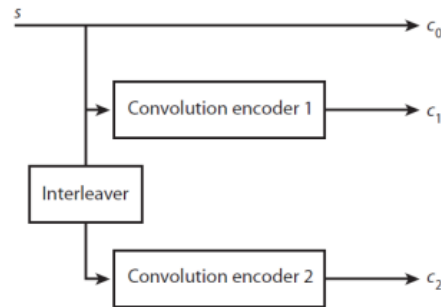 s
c0
Convolution encoder 1
c1
Interleaver
Convolution encoder 2
c2